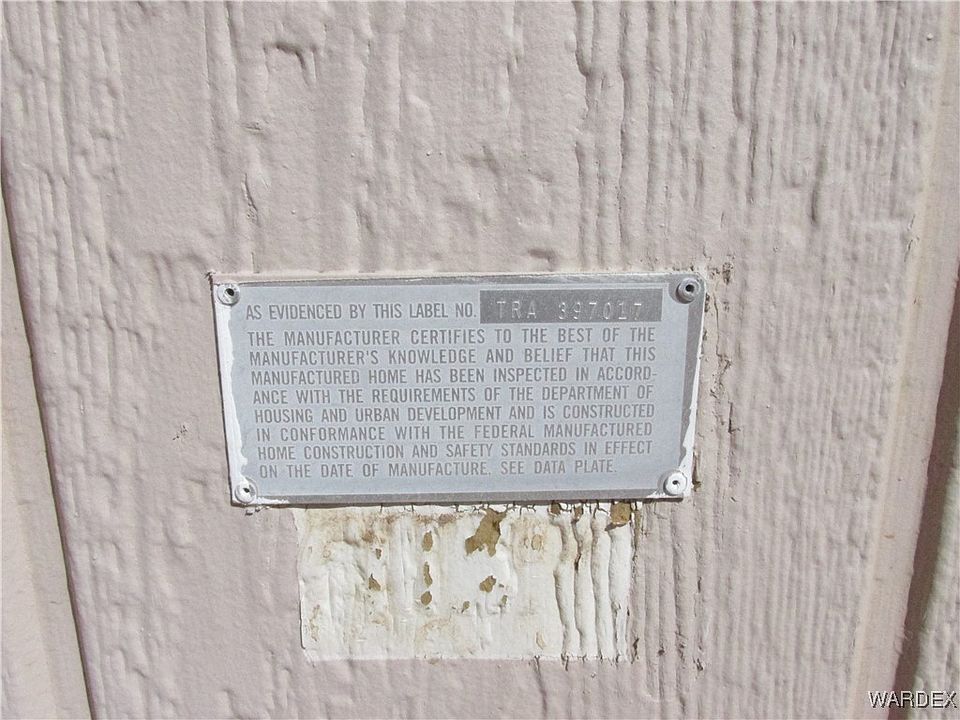 AS EVIDENCED BY THIS LABEL NO. TRA 397017
THE MANUFACTURER CERTIFIES TO THE BEST OF THE
MANUFACTURER'S KNOWLEDGE AND BELIEF THAT THIS
MANUFACTURED HOME HAS BEEN INSPECTED IN ACCORD-
ANCE WITH THE REQUIREMENTS OF THE DEPARTMENT OF
HOUSING AND URBAN DEVELOPMENT AND IS CONSTRUCTED
IN CONFORMANCE WITH THE FEDERAL MANUFACTURED
HOME CONSTRUCTION AND SAFETY STANDARDS IN EFFECT
ON THE DATE OF MANUFACTURE. SEE DATA PLATE.
WARDEX